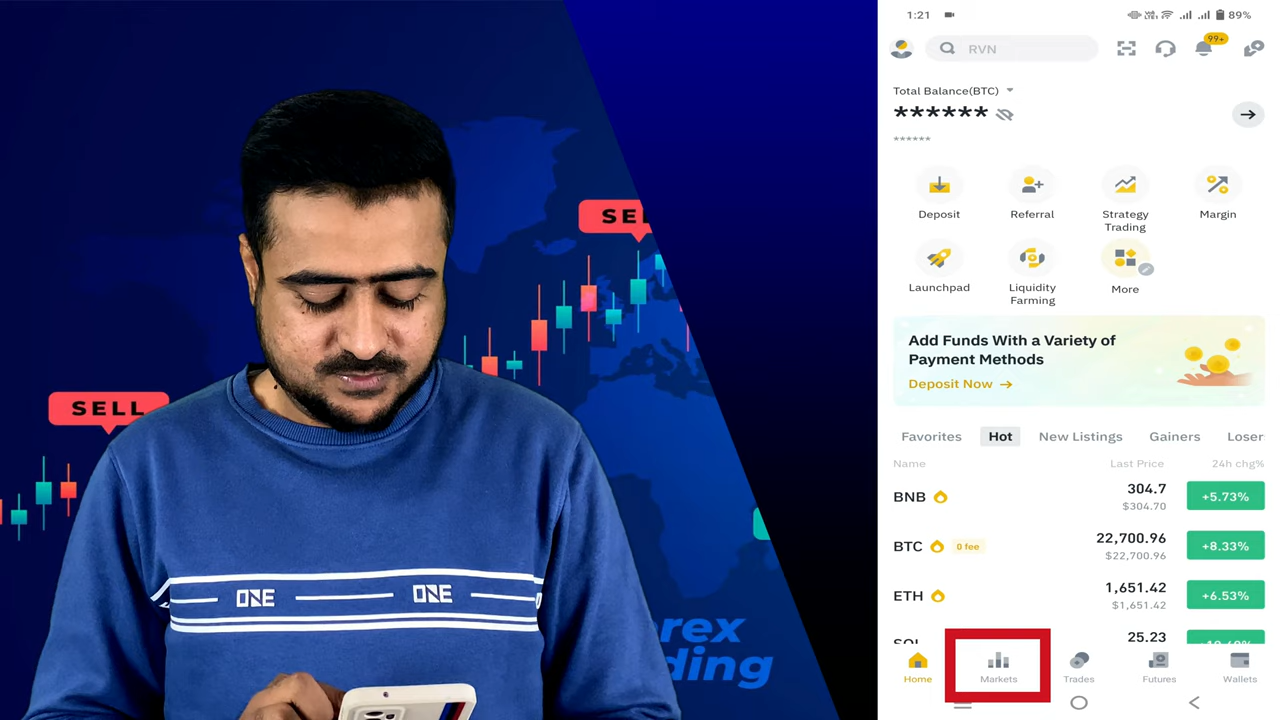 SELL
SELL
ONE
ONE
1:21
89%
RVN
99+
Total Balance(BTC)
******
******
Deposit
Referral
Strategy
Trading
Margin
Launchpad
Liquidity
Farming
More
Add Funds With a Variety of
Payment Methods
Deposit Now →
Favorites Hot New Listings Gainers Loser
Name Last Price 24h chg%
BNB 304.7 +5.73%
$304.70
BTC 0 fee 22,700.96 +8.33%
$22,700.96
ETH 1,651.42 +6.53%
$1,651.42
25.23
Home Markets Trades Futures Wallets
rex
ding